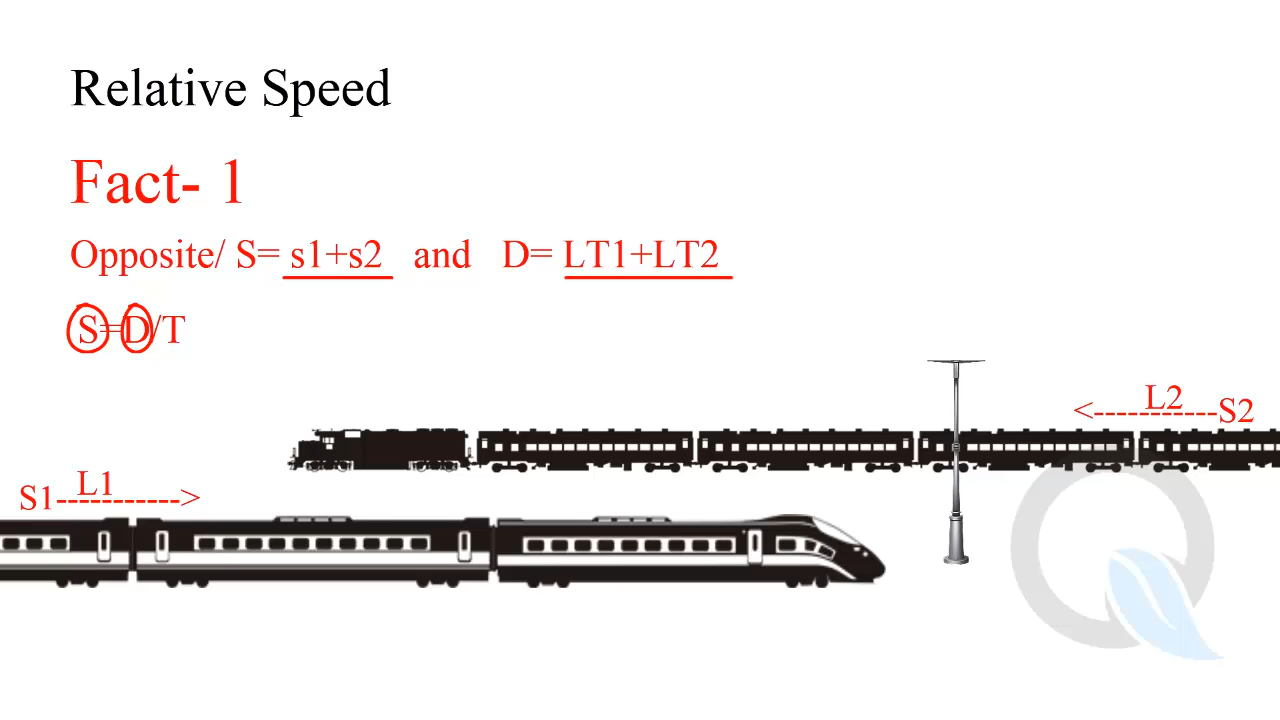 Relative Speed
Fact- 1
Opposite/ S= s1+s2 and D= LT1+LT2
S=D/T
L2
<-----------S2
L1
S1----------->